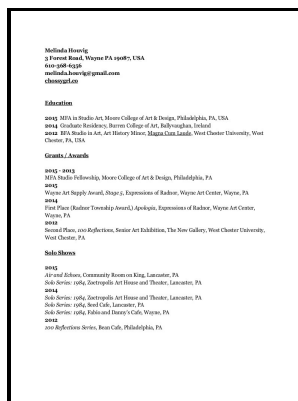 Melinda Houvig
3 Forest Road, Wayne PA 19087, USA
610-368-6356
melinda.houvig@gmail.com
chossygrl.co
Education
2015 MFA in Studio Art, Moore College of Art & Design, Philadelphia, PA, USA
2014 Graduate Residency, Burren College of Art, Ballyvaughan, Ireland
2012 BFA Studio in Art, Art History Minor, Magna Cum Laude, West Chester University, West
Chester, PA, USA
Grants / Awards
2015 - 2013
MFA Studio Fellowship, Moore College of Art & Design, Philadelphia, PA
2015
Wayne Art Supply Award, Stage 5, Expressions of Radnor, Wayne Art Center, Wayne, PA
2014
First Place (Radnor Township Award,) Apologia, Expressions of Radnor, Wayne Art Center,
Wayne, PA
2012
Second Place, 100 Reflections, Senior Art Exhibition, The New Gallery, West Chester University,
West Chester, PA
Solo Shows
2015
Air and Echoes, Community Room on King, Lancaster, PA
Solo Series: 1984, Zoetropolis Art House and Theater, Lancaster, PA
2014
Solo Series: 1984, Zoetropolis Art House and Theater, Lancaster, PA
Solo Series: 1984, Seed Cafe, Lancaster, PA
Solo Series: 1984, Fabio and Danny's Cafe, Wayne, PA
2012
100 Reflections Series, Bean Cafe, Philadelphia, PA